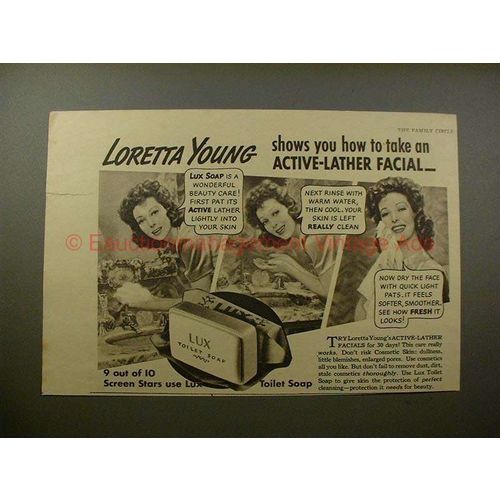 THE FAMILY CIRCLE
LORETTA YOUNG
shows you how to take an
ACTIVE-LATHER FACIAL—
LUX SOAP IS A
WONDERFUL
BEAUTY CARE!
FIRST PAT ITS
ACTIVE LATHER
LIGHTLY INTO
YOUR SKIN
NEXT RINSE WITH
WARM WATER,
THEN COOL. YOUR
SKIN IS LEFT
REALLY CLEAN
NOW DRY THE FACE
WITH QUICK LIGHT
PATS. IT FEELS
SOFTER, SMOOTHER.
SEE HOW FRESH IT
LOOKS!
LUX
LUX
TOILET SOAP
9 out of 10
Screen Stars use Lux Toilet Soap
TRY Loretta Young's ACTIVE-LATHER
FACIALS for 30 days! This care really
works. Don't risk Cosmetic Skin: dullness,
little blemishes, enlarged pores. Use cosmetics
all you like. But don't fail to remove dust, dirt,
stale cosmetics thoroughly. Use Lux Toilet
Soap to give skin the protection of perfect
cleansing—protection it needs for beauty.